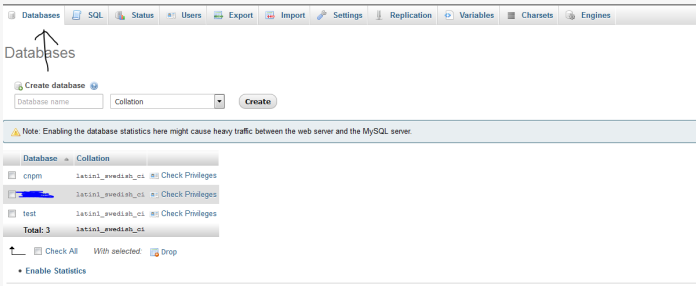 Databases SQL Status Users Export Import Settings Replication Variables Charsets Engines
Databases
Create database
Database name Collation Create
Note: Enabling the database statistics here might cause heavy traffic between the web server and the MySQL server.
Database Collation
cnpm latin1_swedish_ci Check Privileges
latin1_swedish_ci Check Privileges
test latin1_swedish_ci Check Privileges
Total: 3 latin1_swedish_ci
Check All With selected: Drop
Enable Statistics